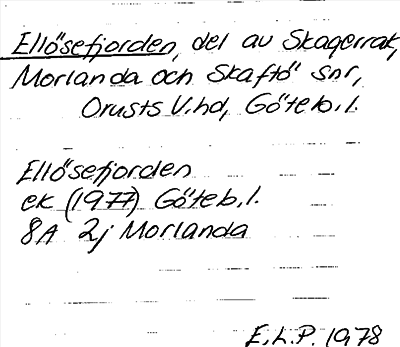 Ellösefjorden, del av Skagerrak,
Morlanda och Skaftö snr,
Orusts V.hd, Göteb.l.
Ellösefjorden
ek (1977) Göteb.l.
8A 2j Morlanda
E.L.P. 1978